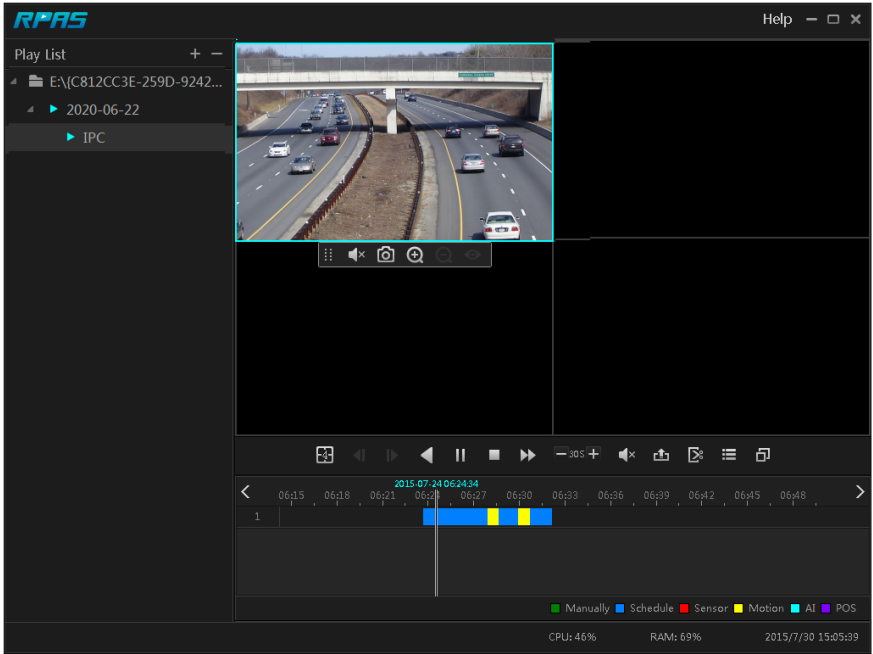 RPAS
Help
Play List
E:\{C812CC3E-259D-9242...
2020-06-22
IPC
4
30S
2015-07-24 06:24:34
06:15 06:18 06:21 06:24 06:27 06:30 06:33 06:36 06:39 06:42 06:45 06:48
1
Manually Schedule Sensor Motion AI POS
CPU: 46% RAM: 69% 2015/7/30 15:05:39